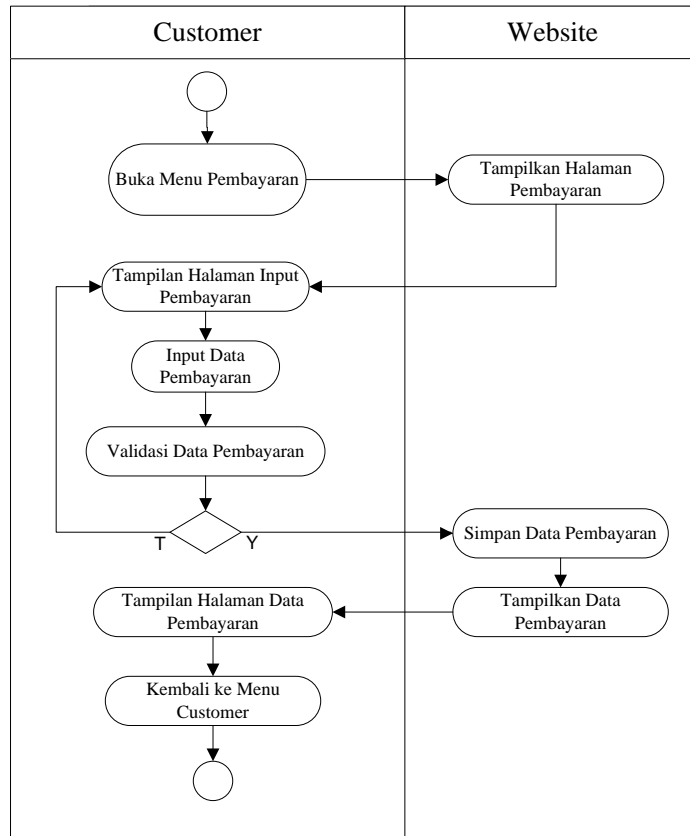 Customer
Website
Buka Menu Pembayaran
Tampilkan Halaman
Pembayaran
Tampilan Halaman Input
Pembayaran
Input Data
Pembayaran
Validasi Data Pembayaran
T
Y
Simpan Data Pembayaran
Tampilkan Data
Pembayaran
Tampilan Halaman Data
Pembayaran
Kembali ke Menu
Customer